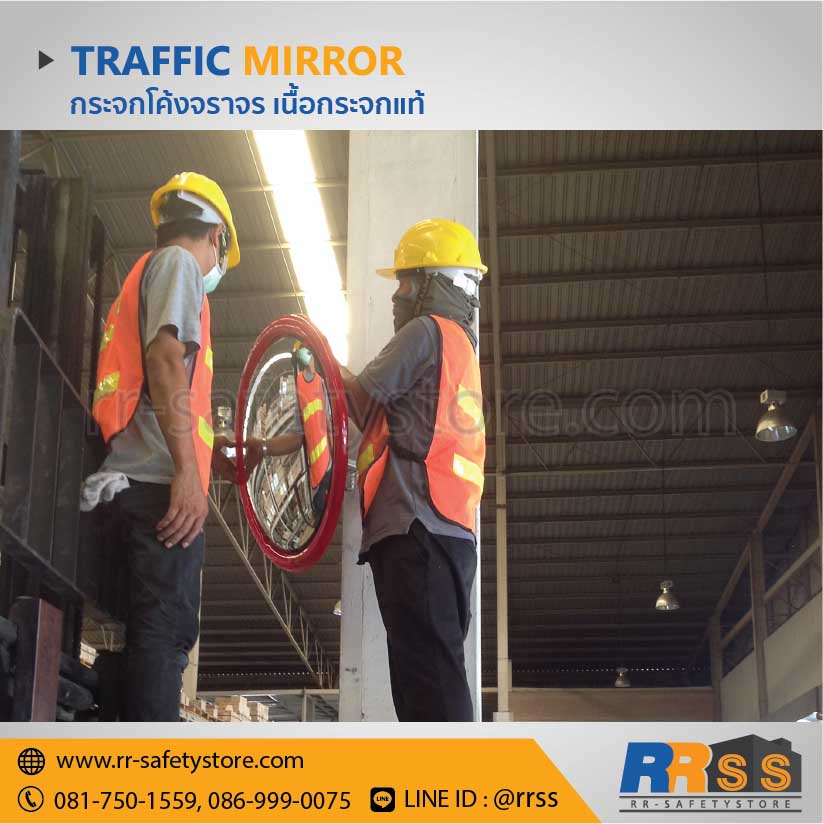 TRAFFIC MIRROR
กระจกโค้งจราจร เนื้อกระจกแท้
rr-safetystore.com
www.rr-safetystore.com
081-750-1559, 086-999-0075
LINE
LINE ID : @rrss
RRSS
RR-SAFETYSTORE